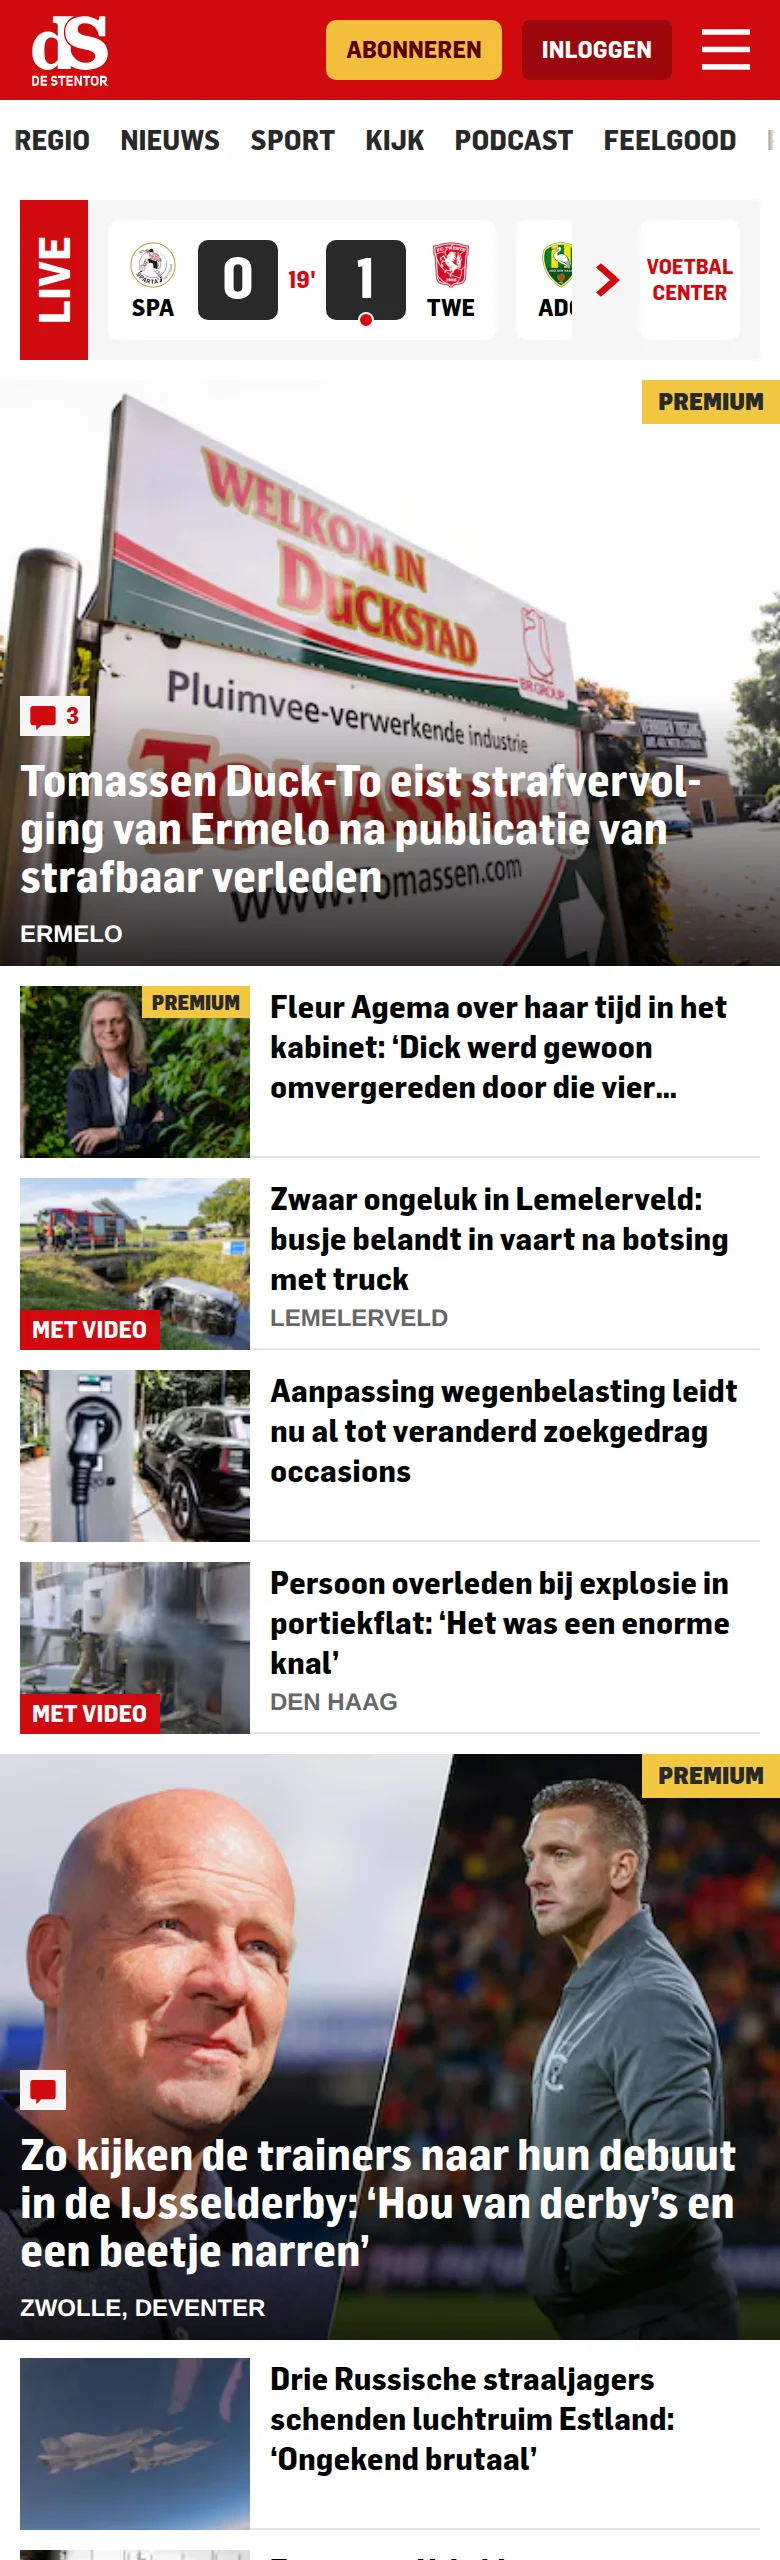 dS
DE STENTOR
ABONNEREN
INLOGGEN
REGIO NIEUWS SPORT KIJK PODCAST FEELGOOD
LIVE
SPA
0
19'
1
TWE
VOETBAL
CENTER
PREMIUM
WELKOM IN
DUCKSTAD
BR GROUP
Pluimvee-verwerkende industrie
TOMASSEN
www.Tomassen.com
3
Tomassen Duck-To eist strafvervol-
ging van Ermelo na publicatie van
strafbaar verleden
ERMELO
PREMIUM
Fleur Agema over haar tijd in het
kabinet: ‘Dick werd gewoon
omvergereden door die vier...
MET VIDEO
Zwaar ongeluk in Lemelerveld:
busje belandt in vaart na botsing
met truck
LEMELERVELD
Aanpassing wegenbelasting leidt
nu al tot veranderd zoekgedrag
occasions
MET VIDEO
Persoon overleden bij explosie in
portiekflat: ‘Het was een enorme
knal’
DEN HAAG
PREMIUM
Zo kijken de trainers naar hun debuut
in de IJsselderby: ‘Hou van derby’s en
een beetje narren’
ZWOLLE, DEVENTER
Drie Russische straaljagers
schenden luchtruim Estland:
‘Ongekend brutaal’